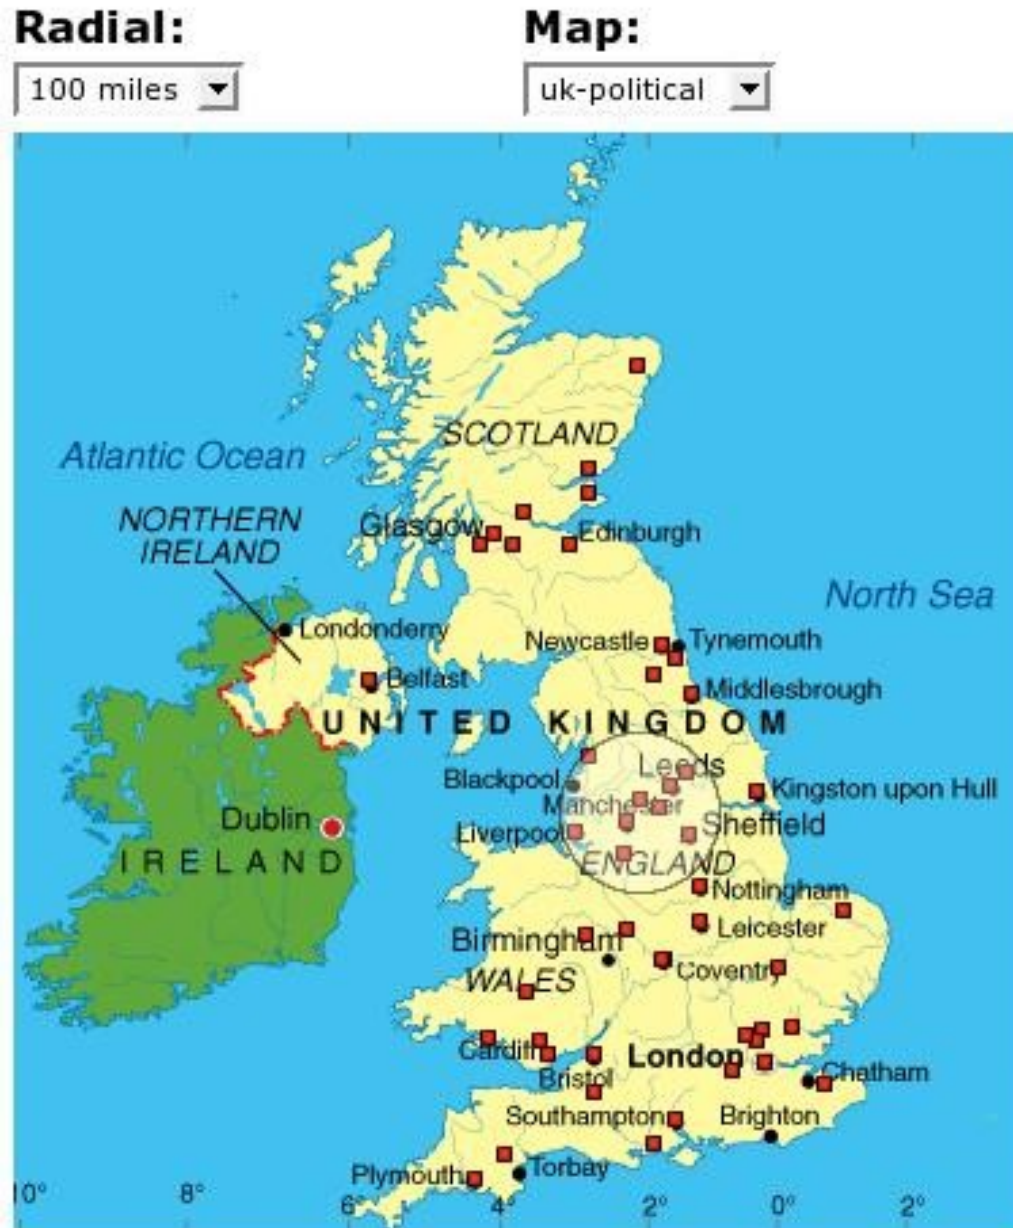 Radial:
Map:
100 miles
uk-political
SCOTLAND
Atlantic Ocean
NORTHERN
IRELAND
Glasgow
Edinburgh
North Sea
Londonderry
Newcastle
Tynemouth
Belfast
Middlesbrough
UNITED KINGDOM
Leeds
Blackpool
Kingston upon Hull
Manchester
Dublin
Liverpool
Sheffield
IRELAND
ENGLAND
Nottingham
Leicester
Birmingham
Coventry
WALES
Cardiff
London
Bristol
Chatham
Southampton
Brighton
Plymouth
Torbay
10° 8° 6° 4° 2° 0° 2°